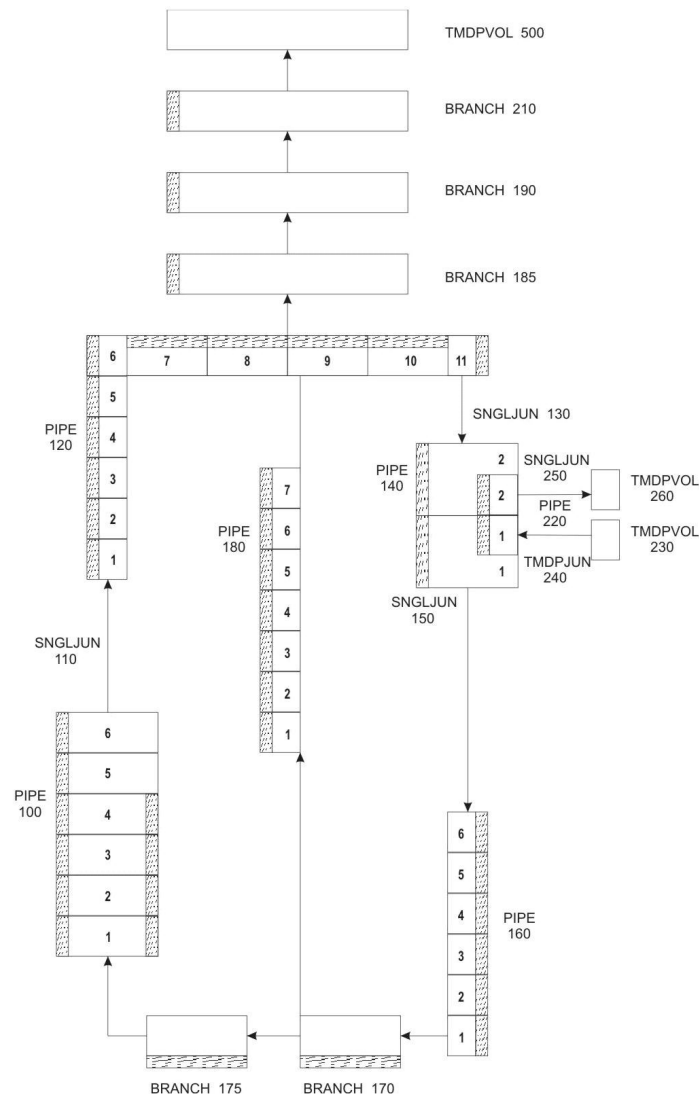 TMDPVOL 500
BRANCH 210
BRANCH 190
BRANCH 185
6
7
8
9
10
11
5
4
3
2
1
PIPE
120
SNGLJUN 130
PIPE
140
2
SNGLJUN
250
2
PIPE
220
TMDPVOL
260
1
TMDPJUN
240
TMDPVOL
230
1
SNGLJUN
150
PIPE
180
7
6
5
4
3
2
1
SNGLJUN
110
PIPE
100
6
5
4
3
2
1
6
5
4
3
2
1
PIPE
160
BRANCH 175
BRANCH 170